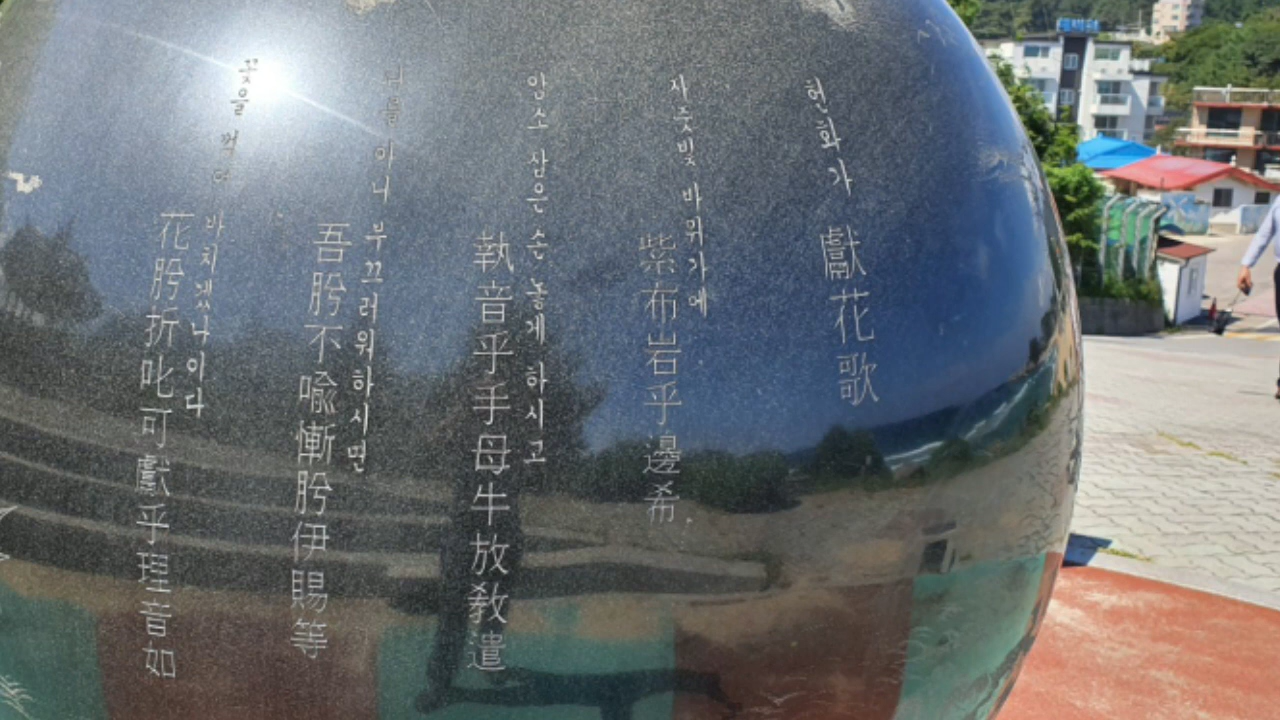 헌화가
獻花歌
자줏빛 바위가에
紫布岩乎邊希
암소 잡은 손 놓게 하시고
執音乎手母牛放敎遣
나를 아니 부끄러워하시면
吾肹不喩慚肹伊賜等
꽃을 꺾어 바치겠나이다
花肹折叱可獻乎理音如